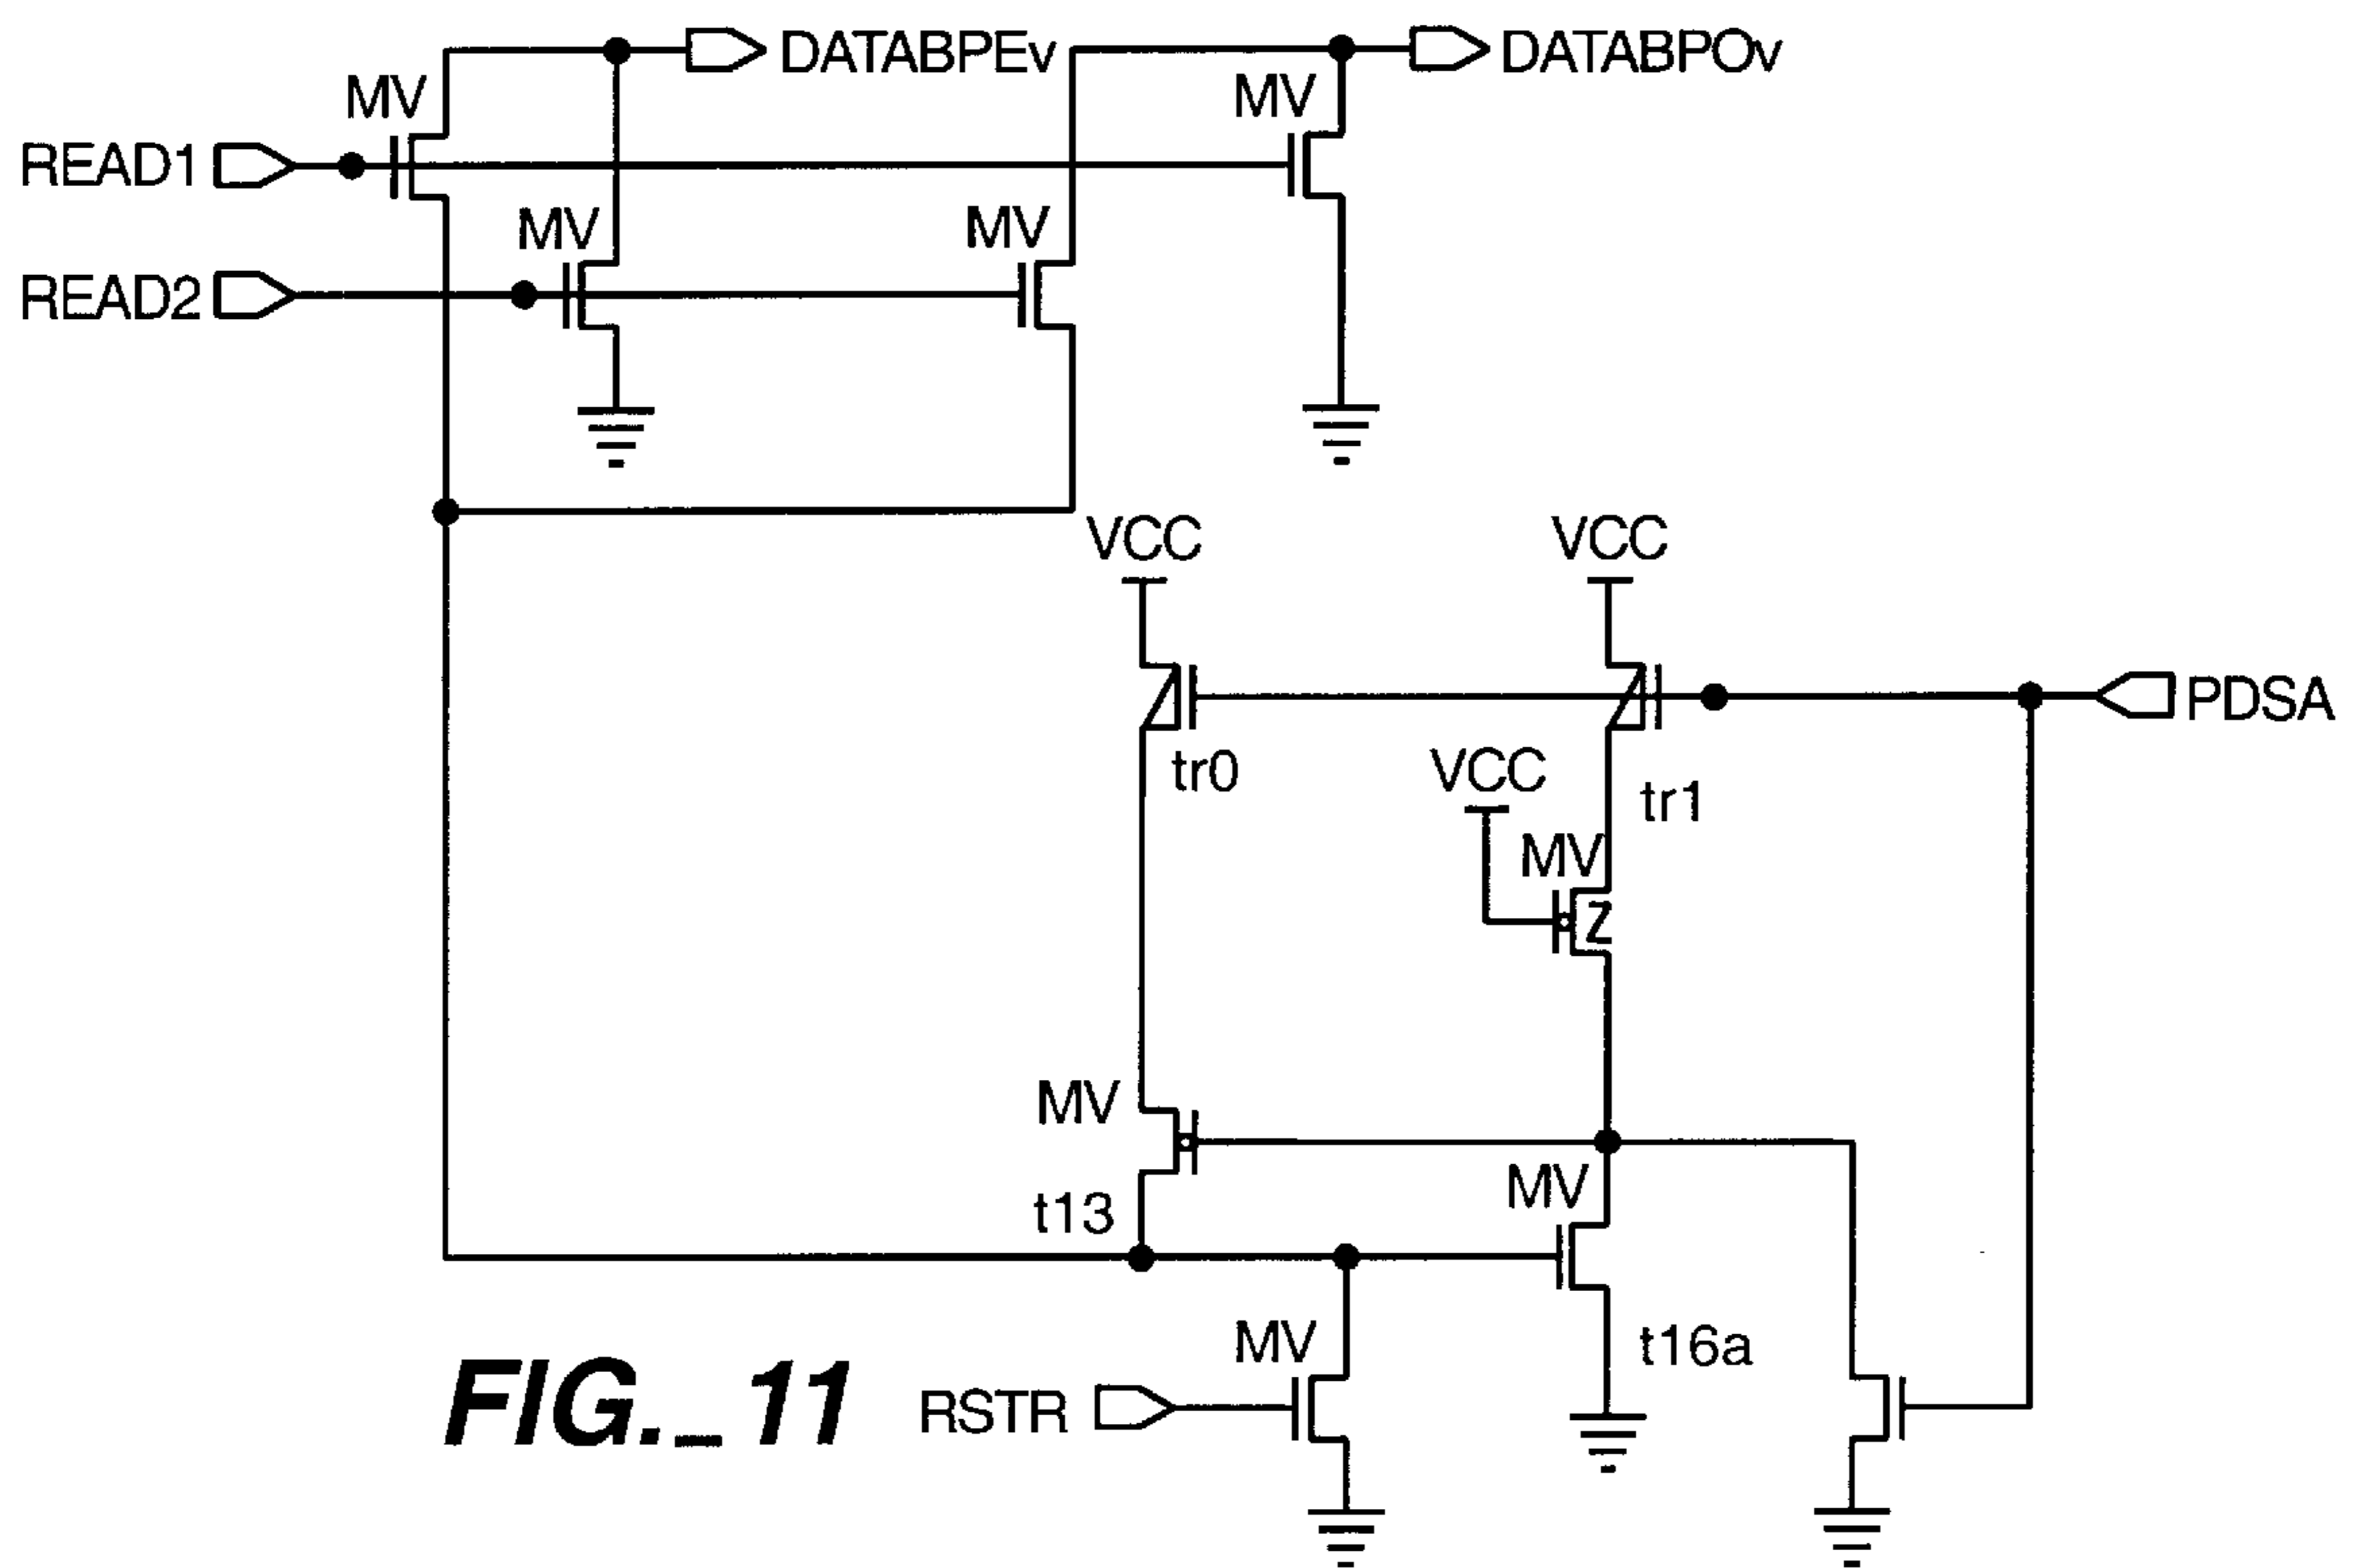 DATABPEv
DATABPOv
MV
MV
READ1
MV
MV
READ2
VCC
VCC
PDSA
tr0
VCC
tr1
MV
Z
MV
MV
t13
MV
t16a
RSTR
FIG._11